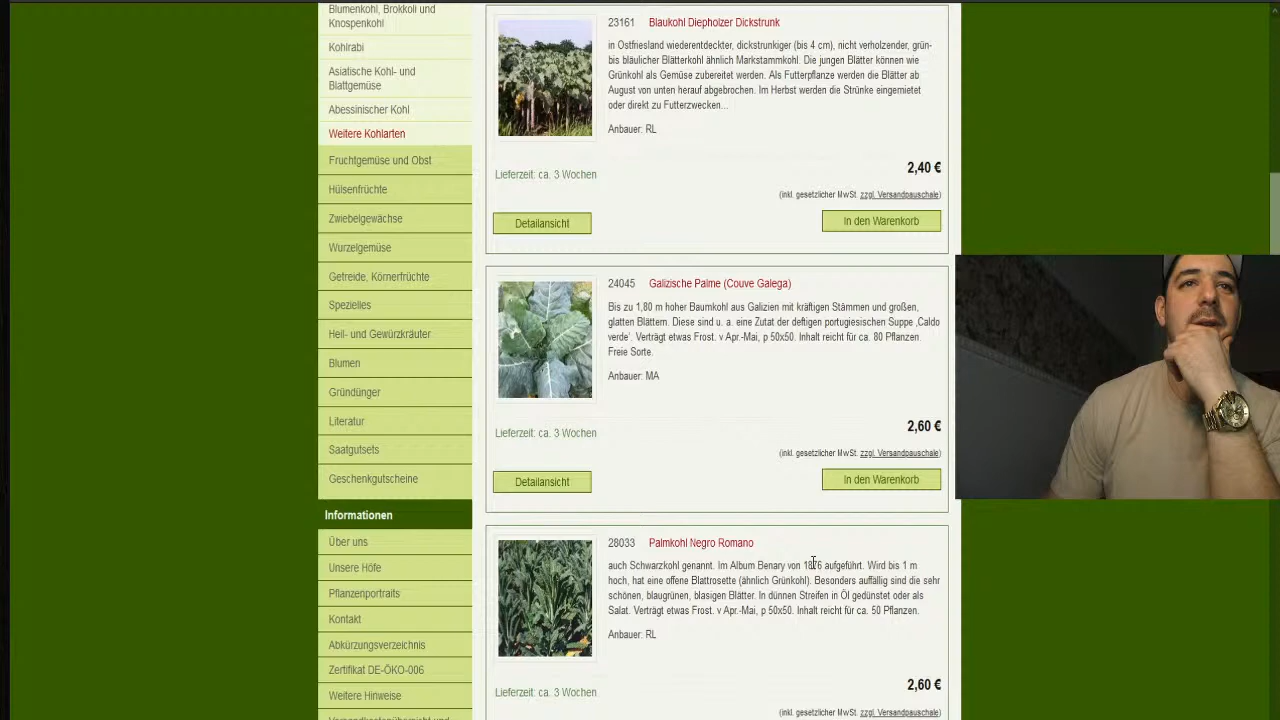 Blumenkohl, Brokkoli und
Knospenkohl
Kohlrabi
Asiatische Kohl- und
Blattgemüse
Abessinischer Kohl
Weitere Kohlarten
Fruchtgemüse und Obst
Hülsenfrüchte
Zwiebelgewächse
Wurzelgemüse
Getreide, Körnerfrüchte
Spezielles
Heil- und Gewürzkräuter
Blumen
Gründünger
Literatur
Saatgutsets
Geschenkgutscheine
Informationen
Über uns
Unsere Höfe
Pflanzenportraits
Kontakt
Abkürzungsverzeichnis
Zertifikat DE-ÖKO-006
Weitere Hinweise
Versandkostenübersicht und
23161 Blaukohl Diepholzer Dickstrunk
in Ostfriesland wiederentdeckter, dickstrunkiger (bis 4 cm), nicht verholzender, grün-
bis bläulicher Blätterkohl ähnlich Markstammkohl. Die jungen Blätter können wie
Grünkohl als Gemüse zubereitet werden. Als Futterpflanze werden die Blätter ab
August von unten herauf abgebrochen. Im Herbst werden die Strünke eingemietet
oder direkt zu Futterzwecken...
Anbauer: RL
2,40 €
Lieferzeit: ca. 3 Wochen
(inkl. gesetzlicher MwSt. zzgl. Versandpauschale)
Detailansicht
In den Warenkorb
24045 Galizische Palme (Couve Galega)
Bis zu 1,80 m hoher Baumkohl aus Galizien mit kräftigen Stämmen und großen,
glatten Blättern. Diese sind u. a. eine Zutat der deftigen portugiesischen Suppe ‚Caldo
verde'. Verträgt etwas Frost. v Apr.-Mai, p 50x50. Inhalt reicht für ca. 80 Pflanzen.
Freie Sorte.
Anbauer: MA
2,60 €
Lieferzeit: ca. 3 Wochen
(inkl. gesetzlicher MwSt. zzgl. Versandpauschale)
Detailansicht
In den Warenkorb
28033 Palmkohl Negro Romano
auch Schwarzkohl genannt. Im Album Benary von 1876 aufgeführt. Wird bis 1 m
hoch, hat eine offene Blattrosette (ähnlich Grünkohl). Besonders auffällig sind die sehr
schönen, blaugrünen, blasigen Blätter. In dünnen Streifen in Öl gedünstet oder als
Salat. Verträgt etwas Frost. v Apr.-Mai, p 50x50. Inhalt reicht für ca. 50 Pflanzen.
Anbauer: RL
2,60 €
Lieferzeit: ca. 3 Wochen
(inkl. gesetzlicher MwSt. zzgl. Versandpauschale)